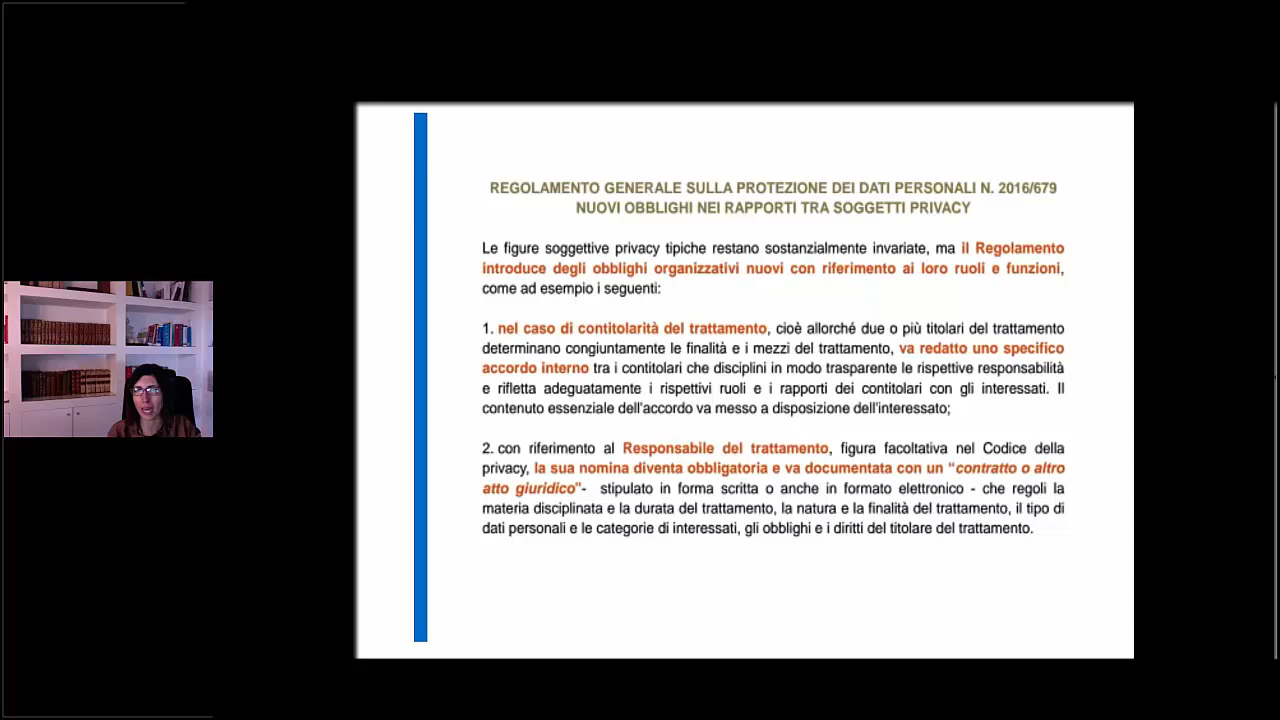 REGOLAMENTO GENERALE SULLA PROTEZIONE DEI DATI PERSONALI N. 2016/679
NUOVI OBBLIGHI NEI RAPPORTI TRA SOGGETTI PRIVACY
Le figure soggettive privacy tipiche restano sostanzialmente invariate, ma il Regolamento
introduce degli obblighi organizzativi nuovi con riferimento ai loro ruoli e funzioni,
come ad esempio i seguenti:
1. nel caso di contitolarità del trattamento, cioè allorché due o più titolari del trattamento
determinano congiuntamente le finalità e i mezzi del trattamento, va redatto uno specifico
accordo interno tra i contitolari che disciplini in modo trasparente le rispettive responsabilità
e rifletta adeguatamente i rispettivi ruoli e i rapporti dei contitolari con gli interessati. Il
contenuto essenziale dell'accordo va messo a disposizione dell'interessato;
2. con riferimento al Responsabile del trattamento, figura facoltativa nel Codice della
privacy, la sua nomina diventa obbligatoria e va documentata con un “contratto o altro
atto giuridico”- stipulato in forma scritta o anche in formato elettronico - che regoli la
materia disciplinata e la durata del trattamento, la natura e la finalità del trattamento, il tipo di
dati personali e le categorie di interessati, gli obblighi e i diritti del titolare del trattamento.